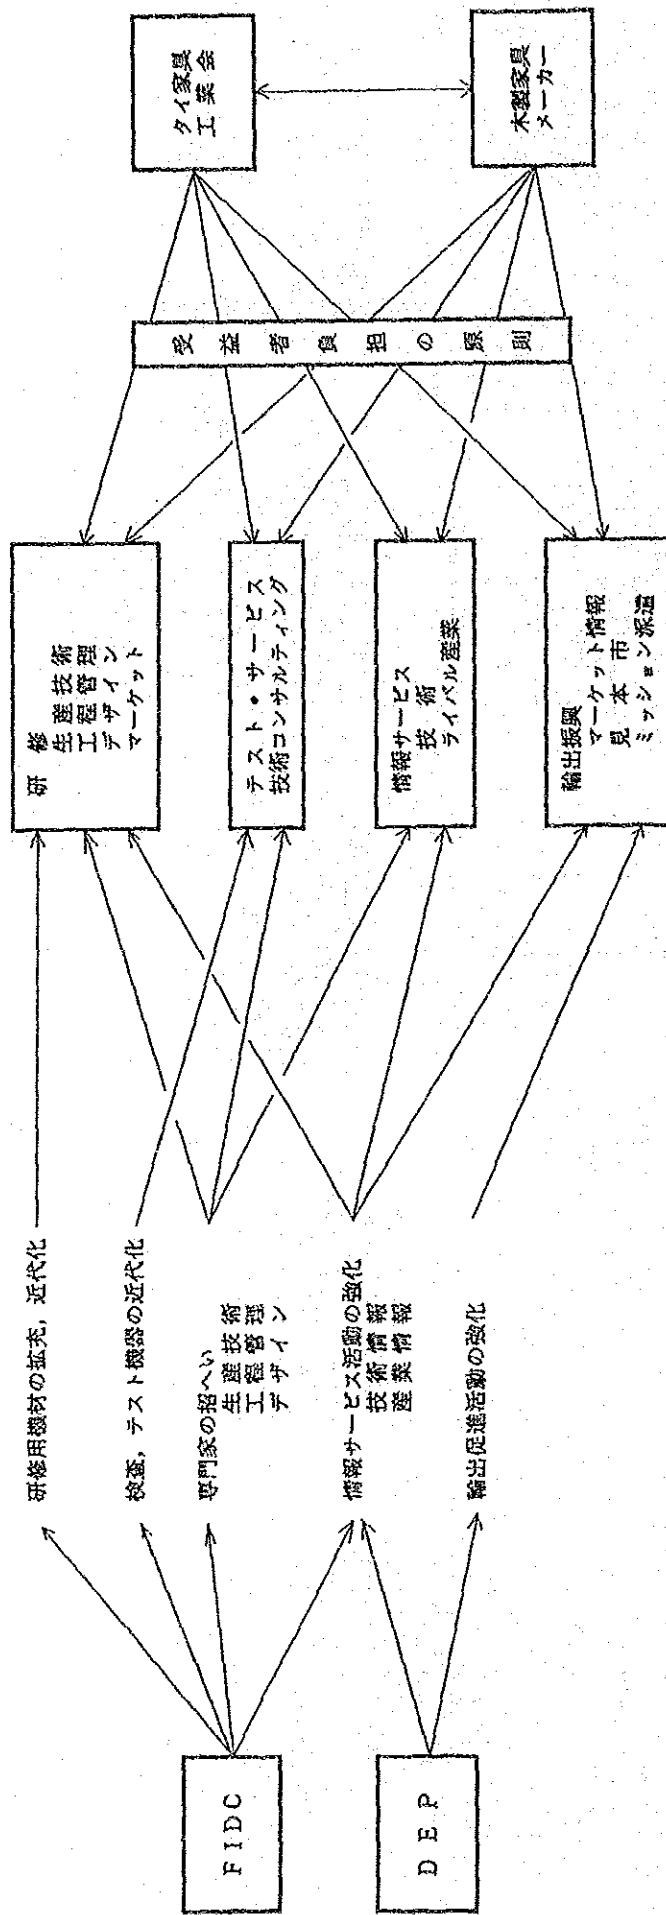 FIDC
DEP
研修用機材の拡充，近代化
検査，テスト機器の近代化
専門家の招へい
生産技術
工程管理
デザイン
情報サービス活動の強化
技術情報
産業情報
輸出促進活動の強化
研修
生産技術
工程管理
デザイン
マーケット
テスト・サービス
技術コンサルティング
情報サービス
技術
ライバル産業
輸出振興
マーケット情報
見本市
ミッション派遣
受益者負担の原則
タイ家具
工業会
木製家具
メーカー